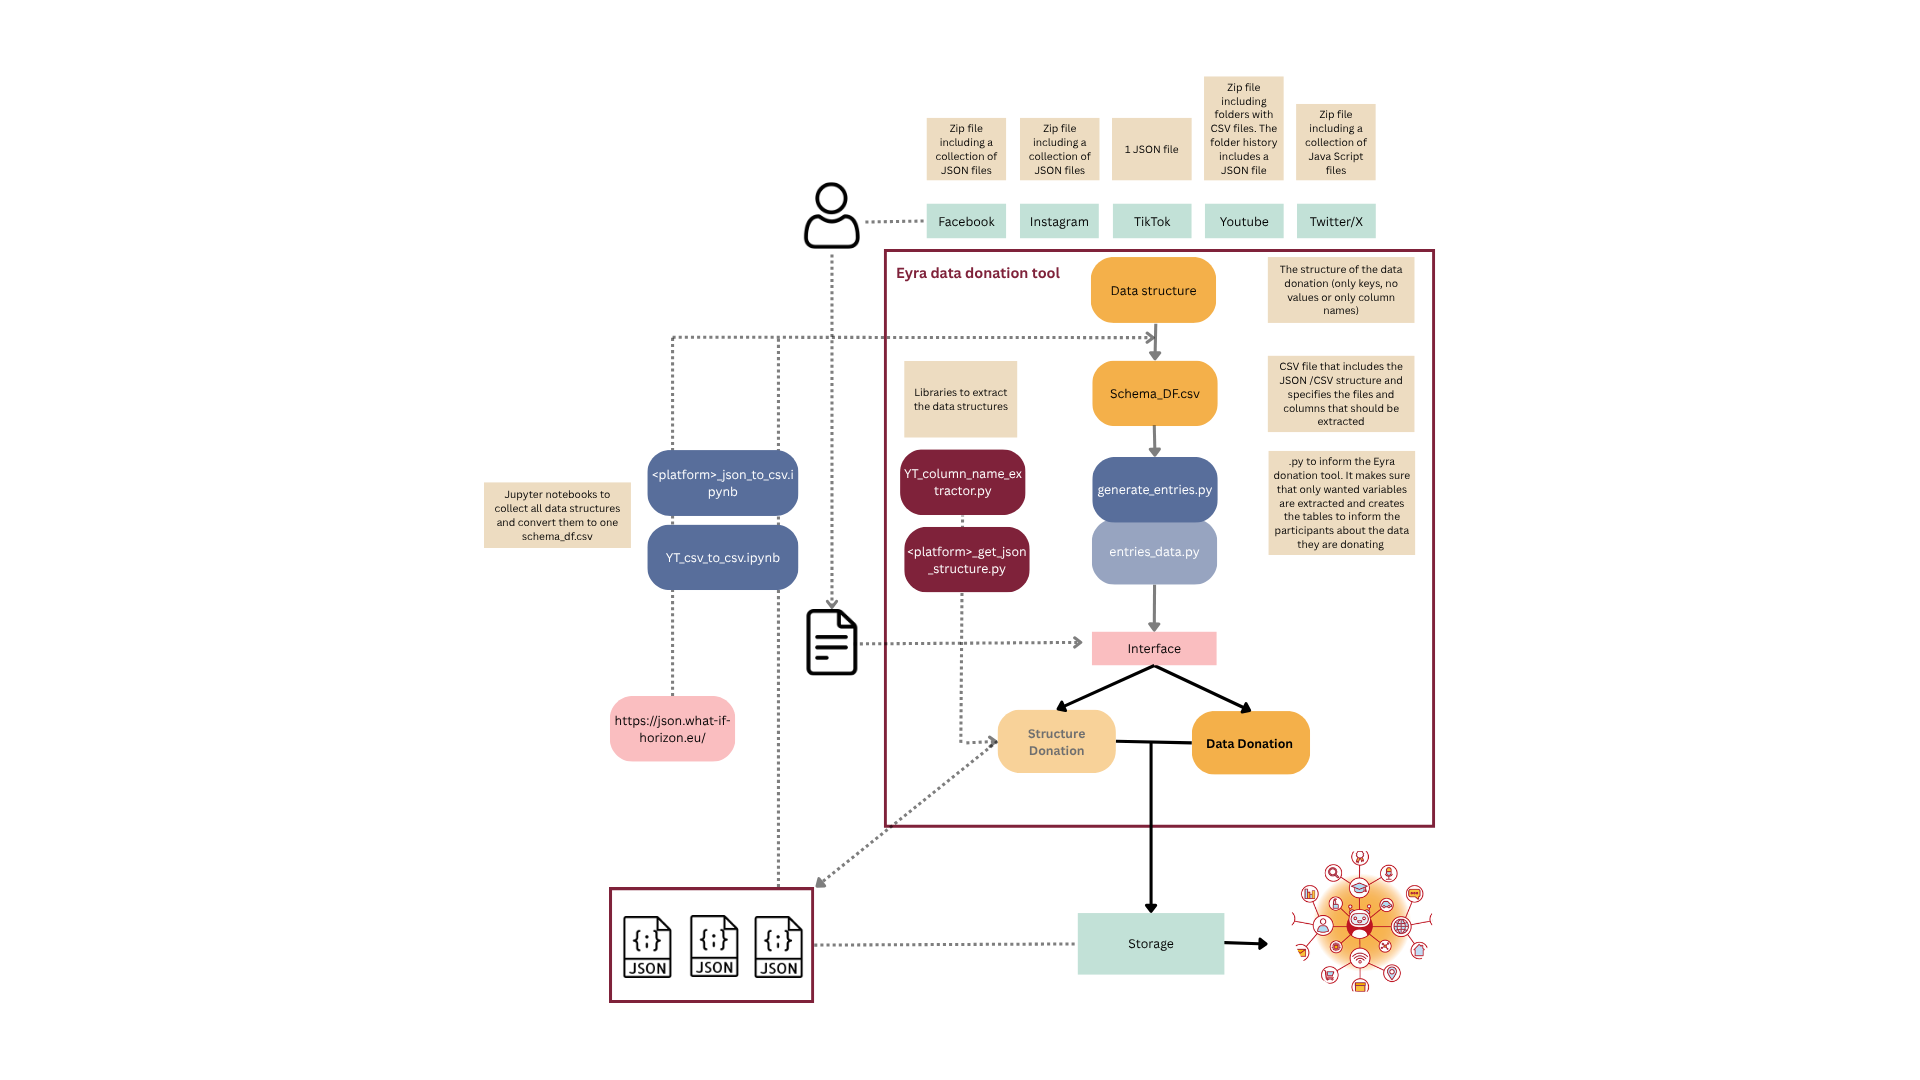 Zip file
including a
collection of
JSON files
Zip file
including a
collection of
JSON files
1 JSON file
Zip file
including
folders with
CSV files. The
folder history
includes a
JSON file
Zip file
including a
collection of
Java Script
files
Facebook
Instagram
TikTok
Youtube
Twitter/X
Eyra data donation tool
Data structure
The structure of the data
donation (only keys, no
values or only column
names)
Libraries to extract
the data structures
Schema_DF.csv
CSV file that includes the
JSON /CSV structure and
specifies the files and
columns that should be
extracted
Jupyter notebooks to
collect all data structures
and convert them to one
schema_df.csv
<platform>_json_to_csv.i
pynb
YT_csv_to_csv.ipynb
YT_column_name_ex
tractor.py
<platform>_get_json
_structure.py
generate_entries.py
entries_data.py
.py to inform the Eyra
donation tool. It makes sure
that only wanted variables
are extracted and creates
the tables to inform the
participants about the data
they are donating
Interface
https://json.what-if-
horizon.eu/
Structure
Donation
Data Donation
{;}
JSON
{;}
JSON
{;}
JSON
Storage